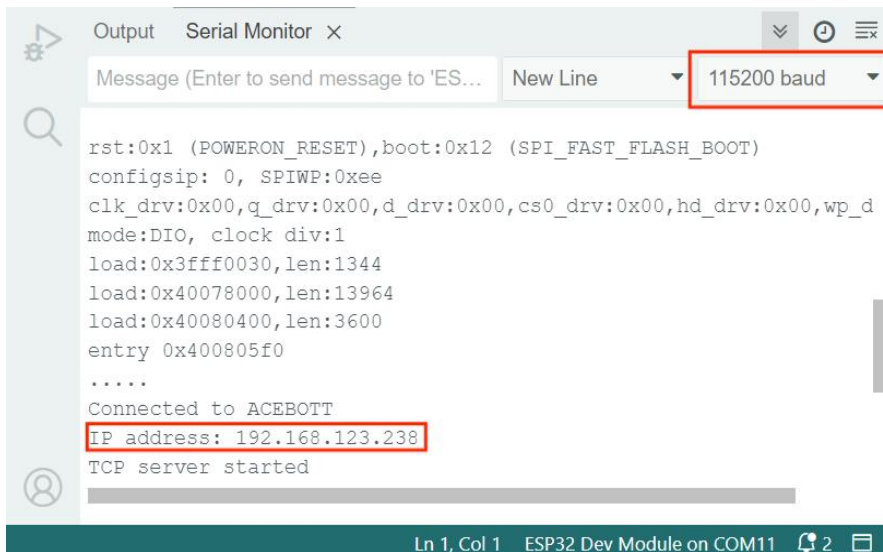 Output Serial Monitor ×
Message (Enter to send message to 'ES... New Line 115200 baud
rst:0x1 (POWERON_RESET),boot:0x12 (SPI_FAST_FLASH_BOOT)
configsip: 0, SPIWP:0xee
clk_drv:0x00,q_drv:0x00,d_drv:0x00,cs0_drv:0x00,hd_drv:0x00,wp_d
mode:DIO, clock div:1
load:0x3fff0030,len:1344
load:0x40078000,len:13964
load:0x40080400,len:3600
entry 0x400805f0
.....
Connected to ACEBOTT
IP address: 192.168.123.238
TCP server started
Ln 1, Col 1 ESP32 Dev Module on COM11 2